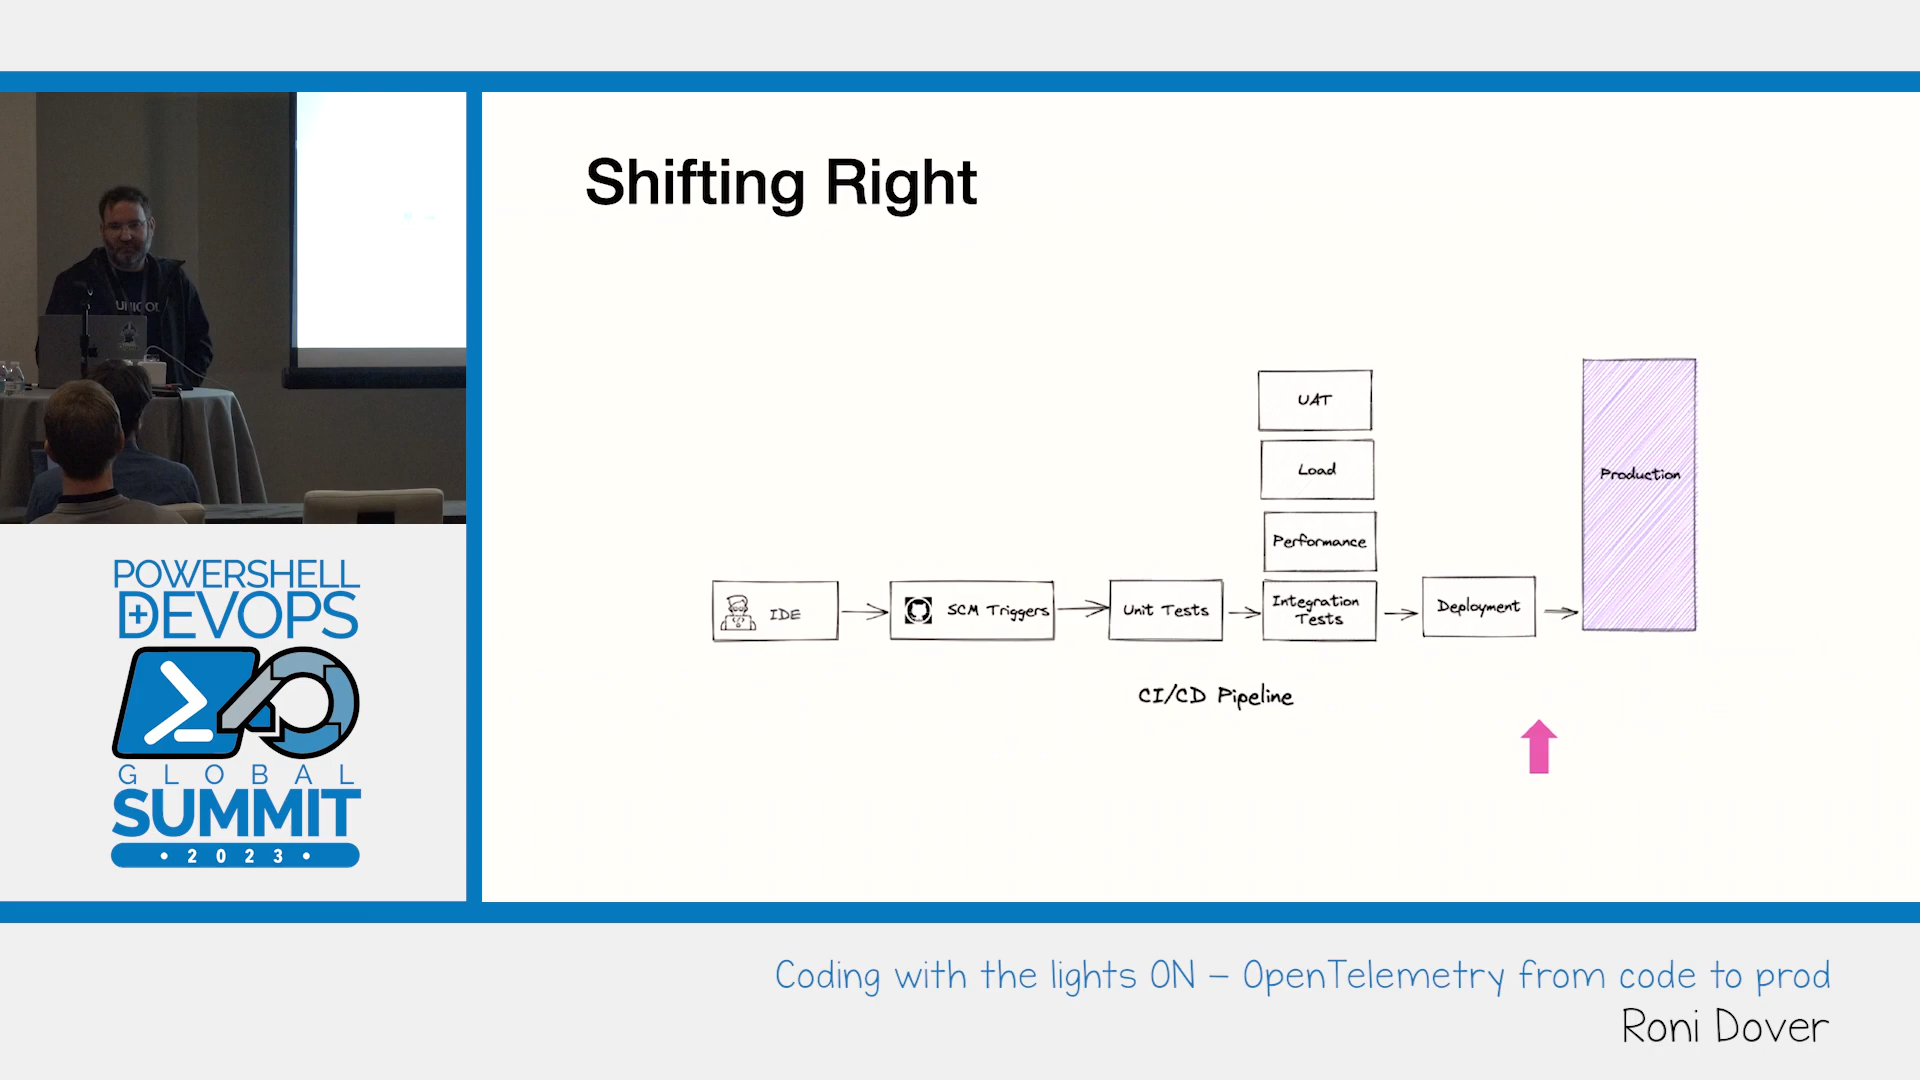 Shifting Right
UAT
Load
Performance
Production
IDE
SCM Triggers
Unit Tests
Integration
Tests
Deployment
CI/CD Pipeline
POWERSHELL
+DEVOPS
GLOBAL
SUMMIT
• 2023 •
Coding with the lights ON – OpenTelemetry from code to prod
Roni Dover